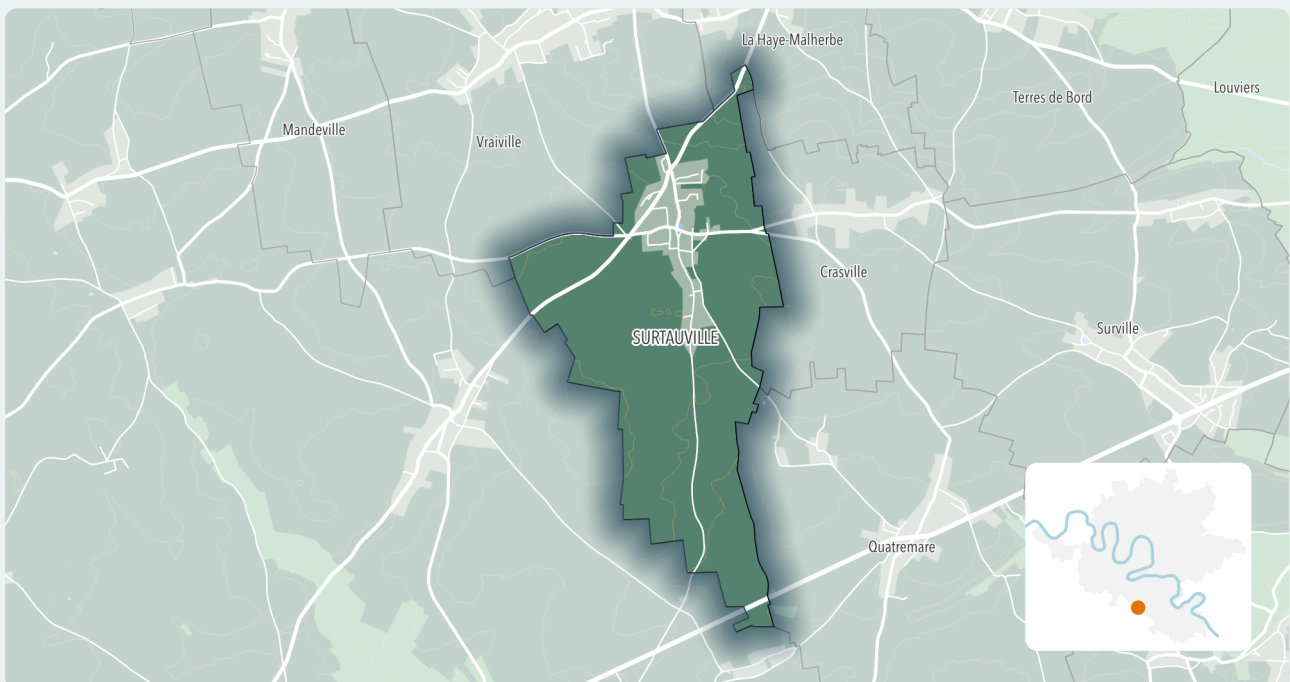 La Haye-Malherbe
Louviers
Terres de Bord
Mandeville
Vraiville
Crasville
Surville
SURTAUVILLE
Quatremare